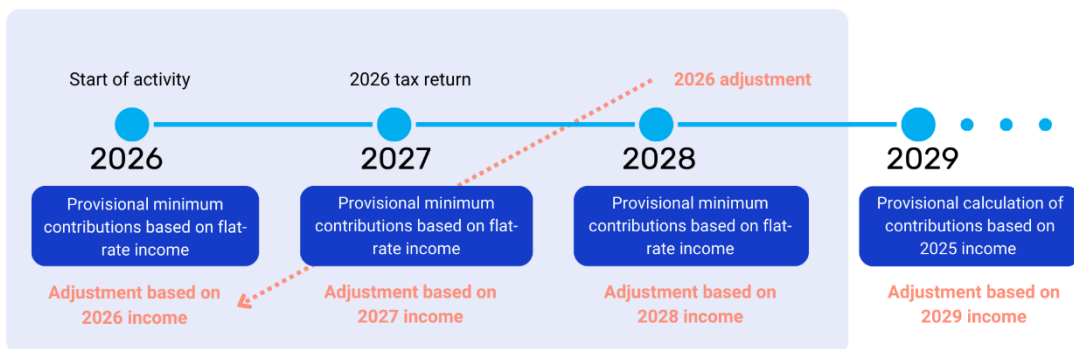 Start of activity
2026 tax return
2026 adjustment
2026
2027
2028
2029
Provisional minimum
contributions based on flat-
rate income
Provisional minimum
contributions based on flat-
rate income
Provisional minimum
contributions based on flat-
rate income
Provisional calculation of
contributions based on
2025 income
Adjustment based on
2026 income
Adjustment based on
2027 income
Adjustment based on
2028 income
Adjustment based on
2029 income